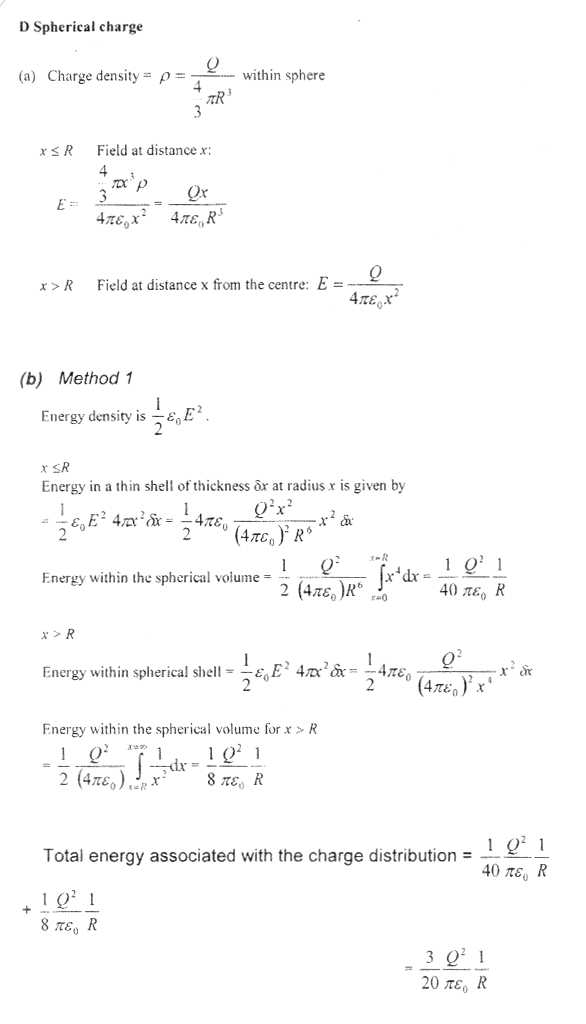 D Spherical charge
(a) Charge density = ρ = Q / (4/3 πR³) within sphere
x ≤ R Field at distance x:
E = (4/3 πx³ρ) / (4πε₀x²) = Qx / (4πε₀R³)
x > R Field at distance x from the centre: E = Q / (4πε₀x²)
(b) Method 1
Energy density is 1/2 ε₀E².
x ≤R
Energy in a thin shell of thickness δx at radius x is given by
= 1/2 ε₀E² 4πx²δx = 1/2 4πε₀ Q²x² / ((4πε₀)² R⁶) x² δx
Energy within the spherical volume = 1/2 Q² / ((4πε₀)R⁶) ∫_{x=0}^{x=R} x⁴dx = 1/40 Q²/πε₀ 1/R
x > R
Energy within spherical shell = 1/2 ε₀E² 4πx²δx = 1/2 4πε₀ Q² / ((4πε₀)² x⁴) x² δx
Energy within the spherical volume for x > R
= 1/2 Q² / (4πε₀) ∫_{x=R}^{x=∞} 1/x² dx = 1/8 Q²/πε₀ 1/R
Total energy associated with the charge distribution = 1/40 Q²/πε₀ 1/R
+ 1/8 Q²/πε₀ 1/R
= 3/20 Q²/πε₀ 1/R